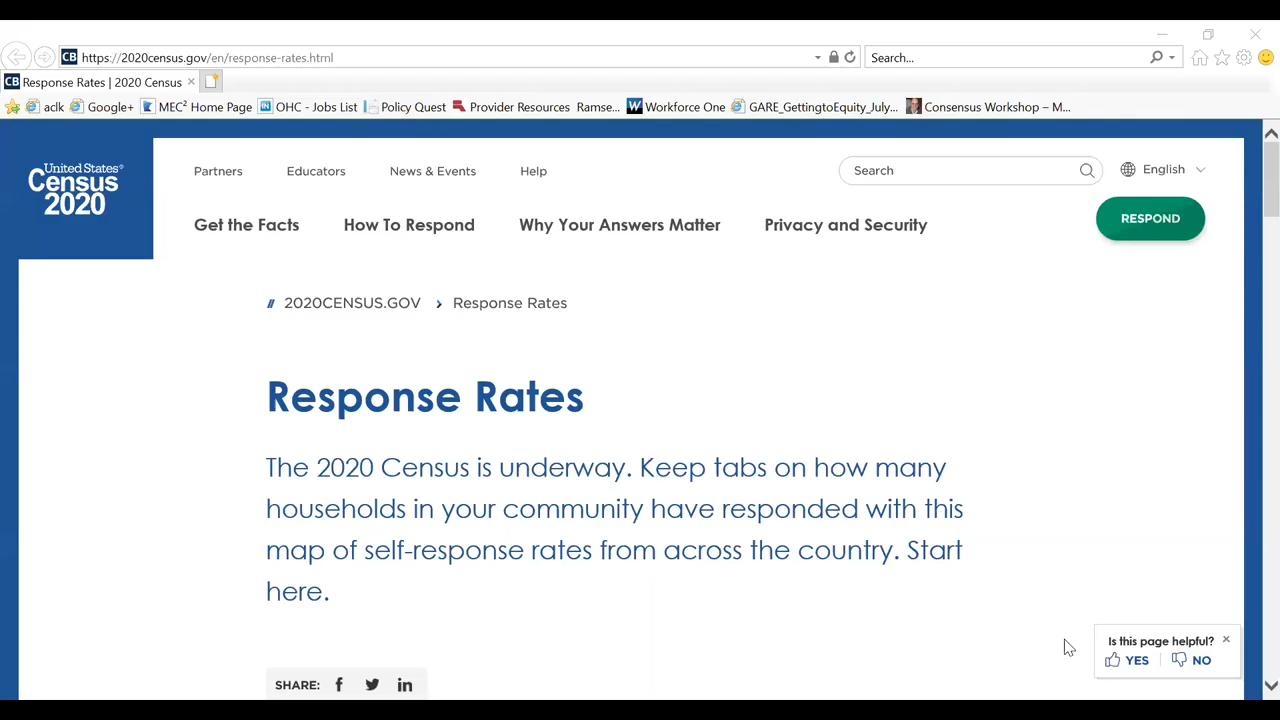 https://2020census.gov/en/response-rates.html
Search...
CB Response Rates | 2020 Census
aclk
Google+
MEC² Home Page
OHC - Jobs List
Policy Quest
Provider Resources Ramse...
Workforce One
GARE_GettingtoEquity_July...
Consensus Workshop – M...
United States®
Census
2020
Partners
Educators
News & Events
Help
Search
English
Get the Facts
How To Respond
Why Your Answers Matter
Privacy and Security
RESPOND
// 2020CENSUS.GOV > Response Rates
Response Rates
The 2020 Census is underway. Keep tabs on how many
households in your community have responded with this
map of self-response rates from across the country. Start
here.
Is this page helpful? ×
YES
NO
SHARE: